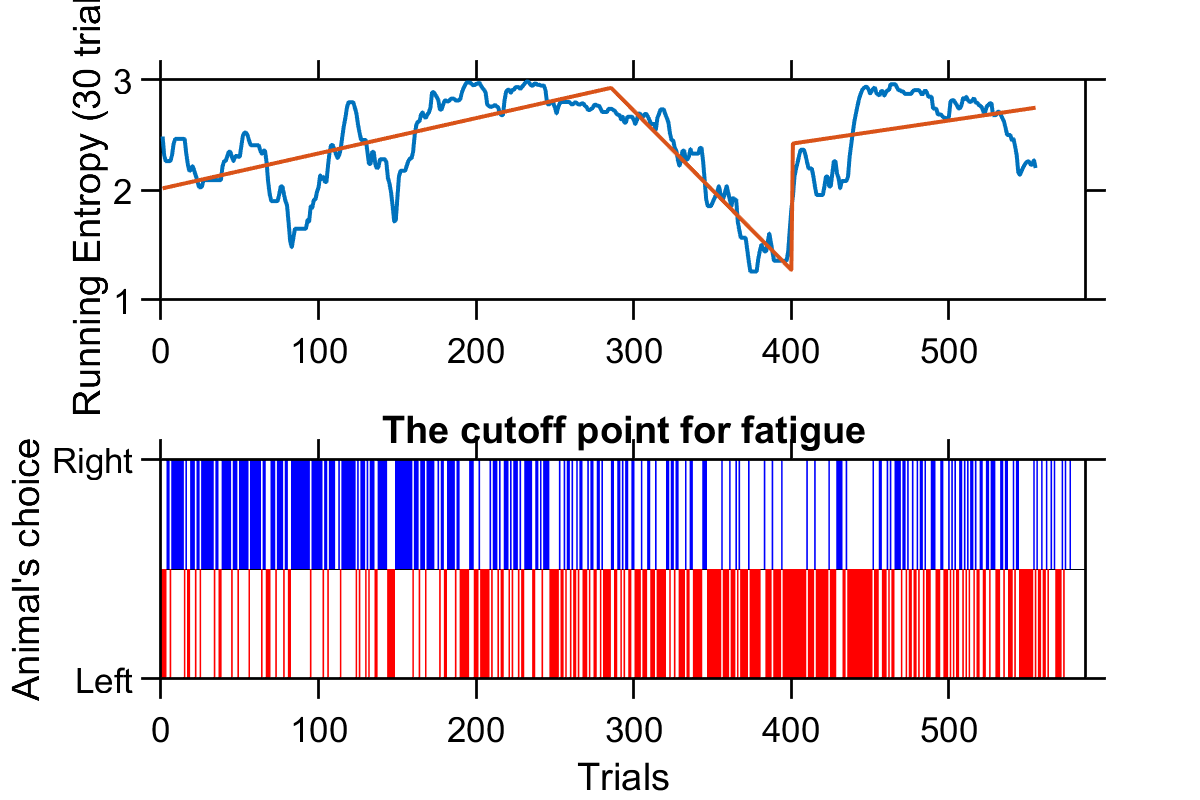 Running Entropy (30 trial
3
2
1
0 100 200 300 400 500
The cutoff point for fatigue
Animal's choice
Right
Left
0 100 200 300 400 500
Trials